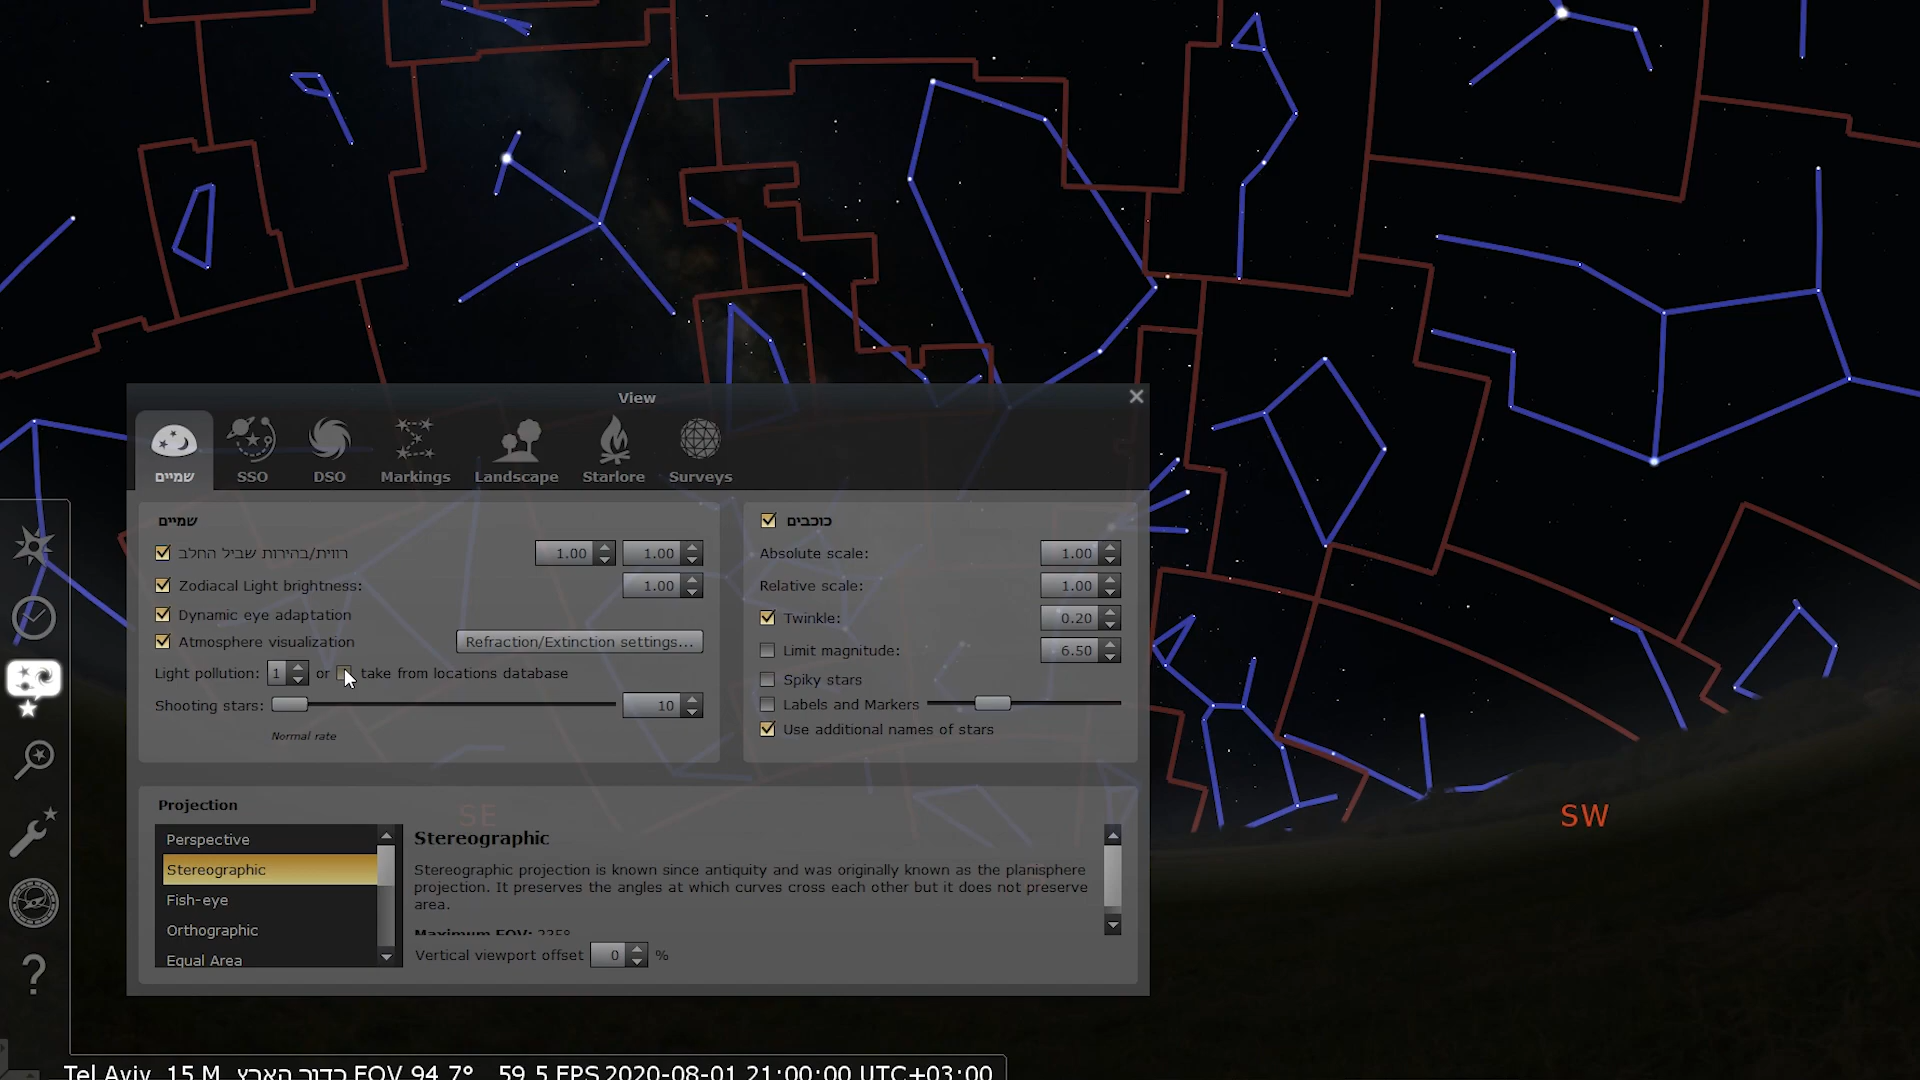 View
שמיים
SSO
DSO
Markings
Landscape
Starlore
Surveys
שמיים
רווית/בהירות שביל החלב
1.00
1.00
Zodiacal Light brightness:
1.00
Dynamic eye adaptation
Atmosphere visualization
Refraction/Extinction settings...
Light pollution:
1
or
take from locations database
Shooting stars:
10
Normal rate
כוכבים
Absolute scale:
1.00
Relative scale:
1.00
Twinkle:
0.20
Limit magnitude:
6.50
Spiky stars
Labels and Markers
Use additional names of stars
Projection
SE
Perspective
Stereographic
Fish-eye
Orthographic
Equal Area
Stereographic
Stereographic projection is known since antiquity and was originally known as the planisphere
projection. It preserves the angles at which curves cross each other but it does not preserve
area.
Maximum FOV: 235°
Vertical viewport offset
0
%
SW
Tel Aviv, 15 M, כדור הארץ FOV 94.7° 59.5 FPS 2020-08-01 21:00:00 UTC+03:00